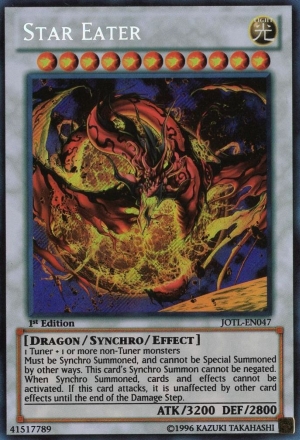 STAR EATER
LIGHT
光
1st Edition
JOTL-EN047
[DRAGON/SYNCHRO/EFFECT]
1 Tuner + 1 or more non-Tuner monsters
Must be Synchro Summoned, and cannot be Special Summoned
by other ways. This card's Synchro Summon cannot be negated.
When Synchro Summoned, cards and effects cannot be
activated. If this card attacks, it is unaffected by other card
effects until the end of the Damage Step.
ATK/3200 DEF/2800
41517789
©1996 KAZUKI TAKAHASHI